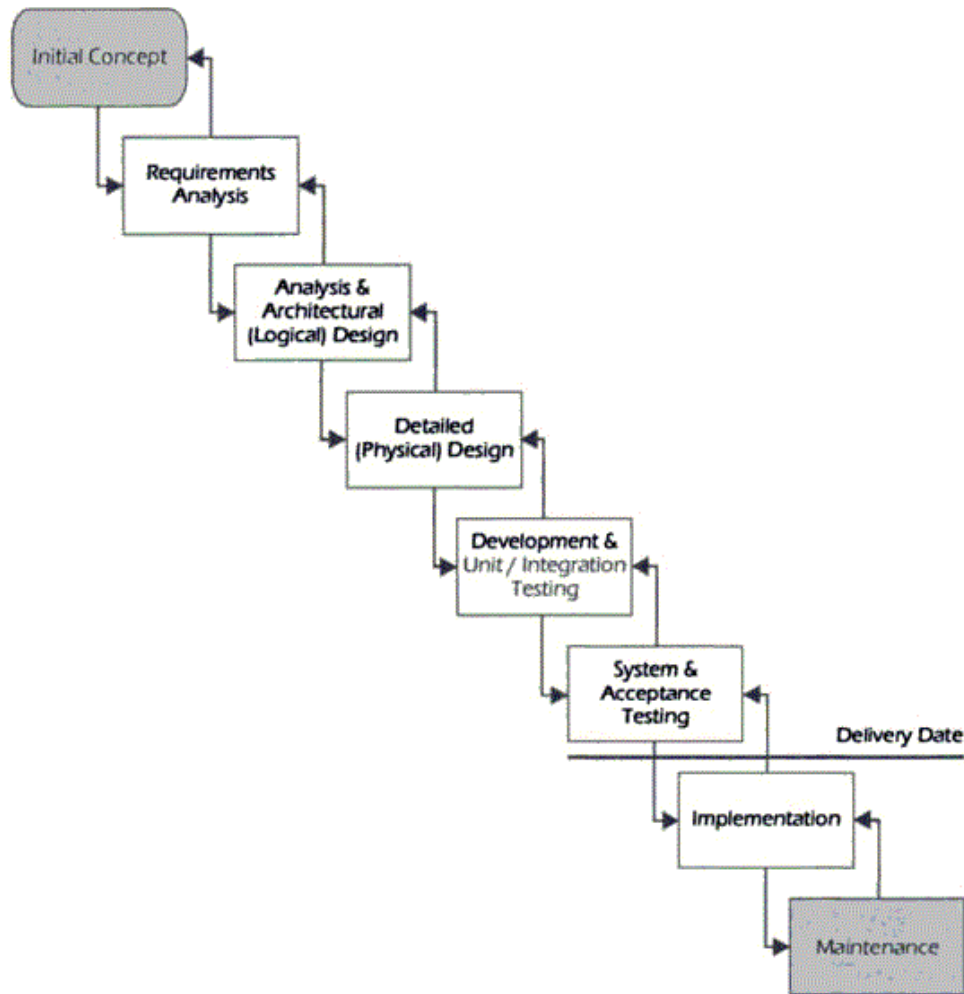 Initial Concept
Requirements
Analysis
Analysis &
Architectural
(Logical) Design
Detailed
(Physical) Design
Development &
Unit / Integration
Testing
System &
Acceptance
Testing
Delivery Date
Implementation
Maintenance